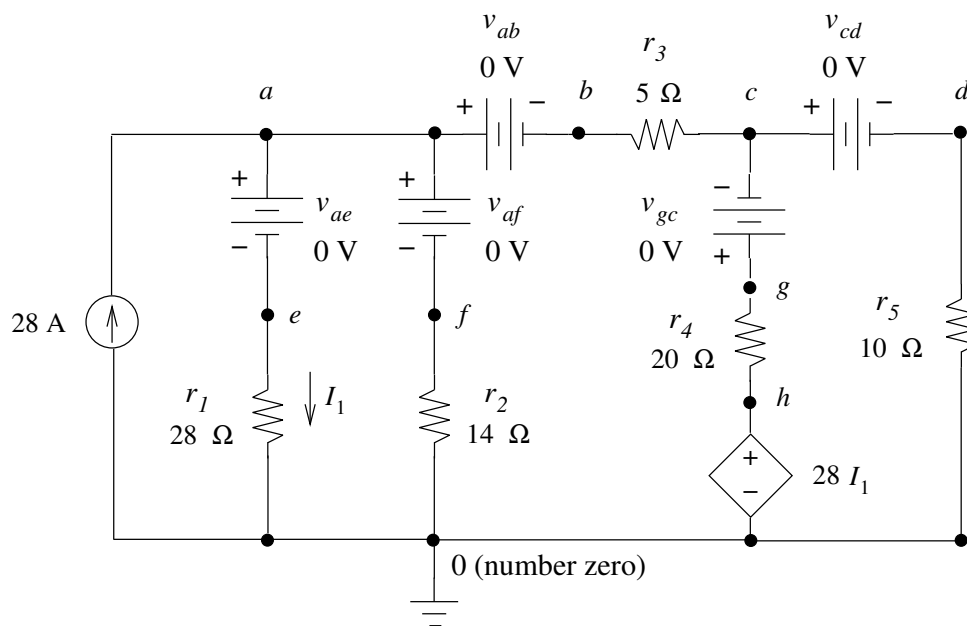 v_ab
0 V
v_cd
0 V
r_3
5 Ω
a
b
c
d
+ −
+ −
+
v_ae
−
0 V
+
v_af
−
0 V
−
v_gc
0 V
+
28 A
e
f
g
h
r_1
28 Ω
I_1
r_2
14 Ω
r_4
20 Ω
r_5
10 Ω
+
−
28 I_1
0 (number zero)